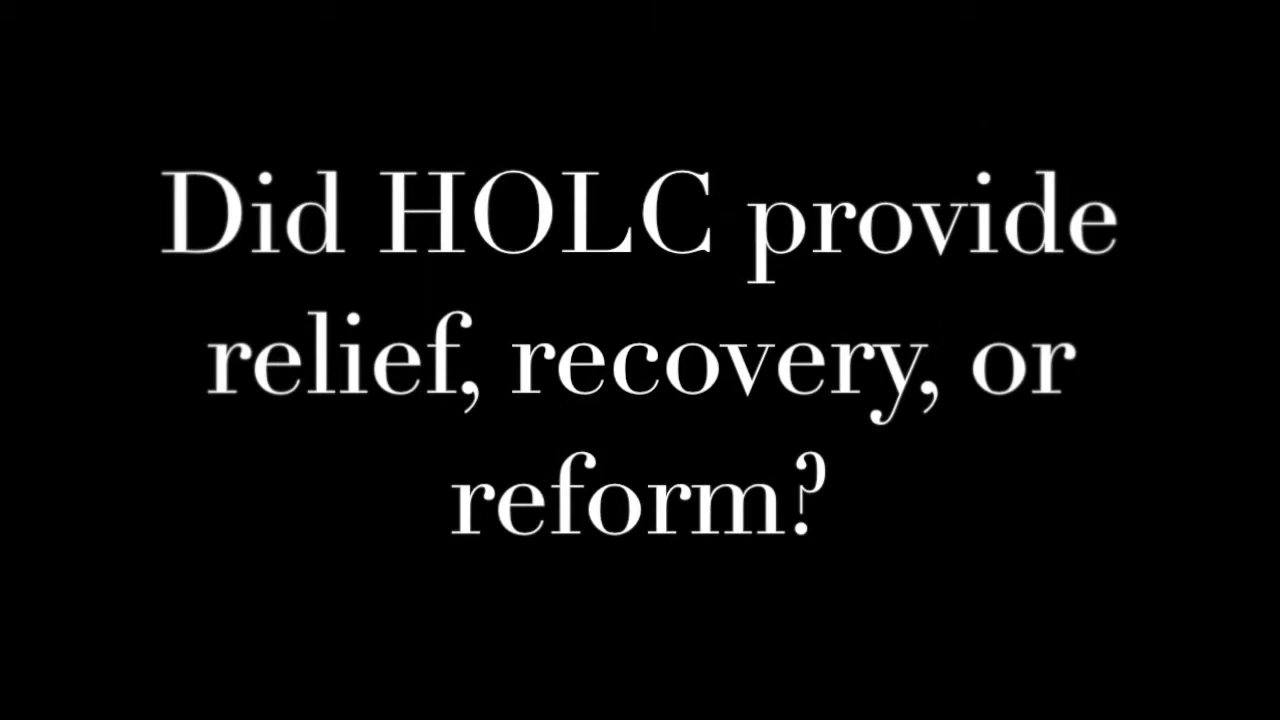 Did HOLC provide
relief, recovery, or
reform?